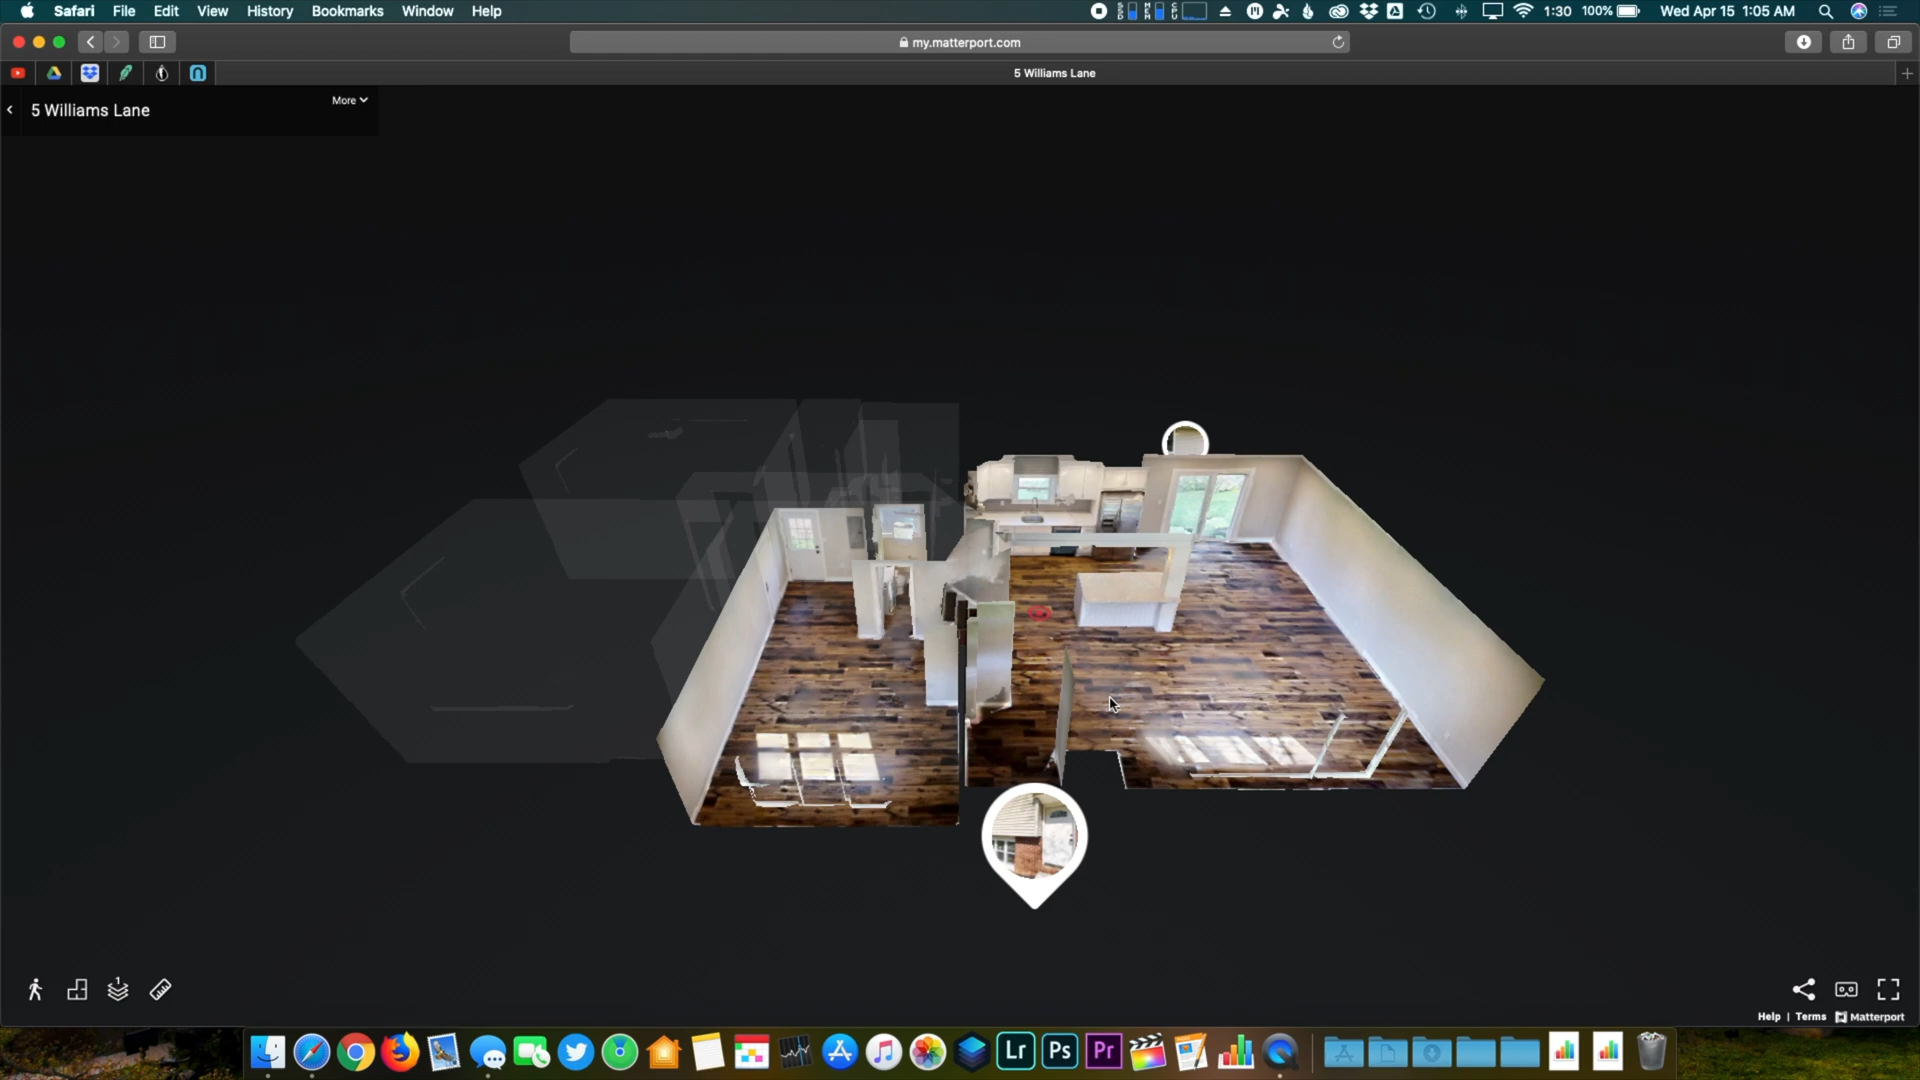 Safari File Edit View History Bookmarks Window Help 1:30 100% Wed Apr 15 1:05 AM
my.matterport.com
5 Williams Lane
5 Williams Lane
More
1
Help | Terms Matterport
Lr Ps Pr